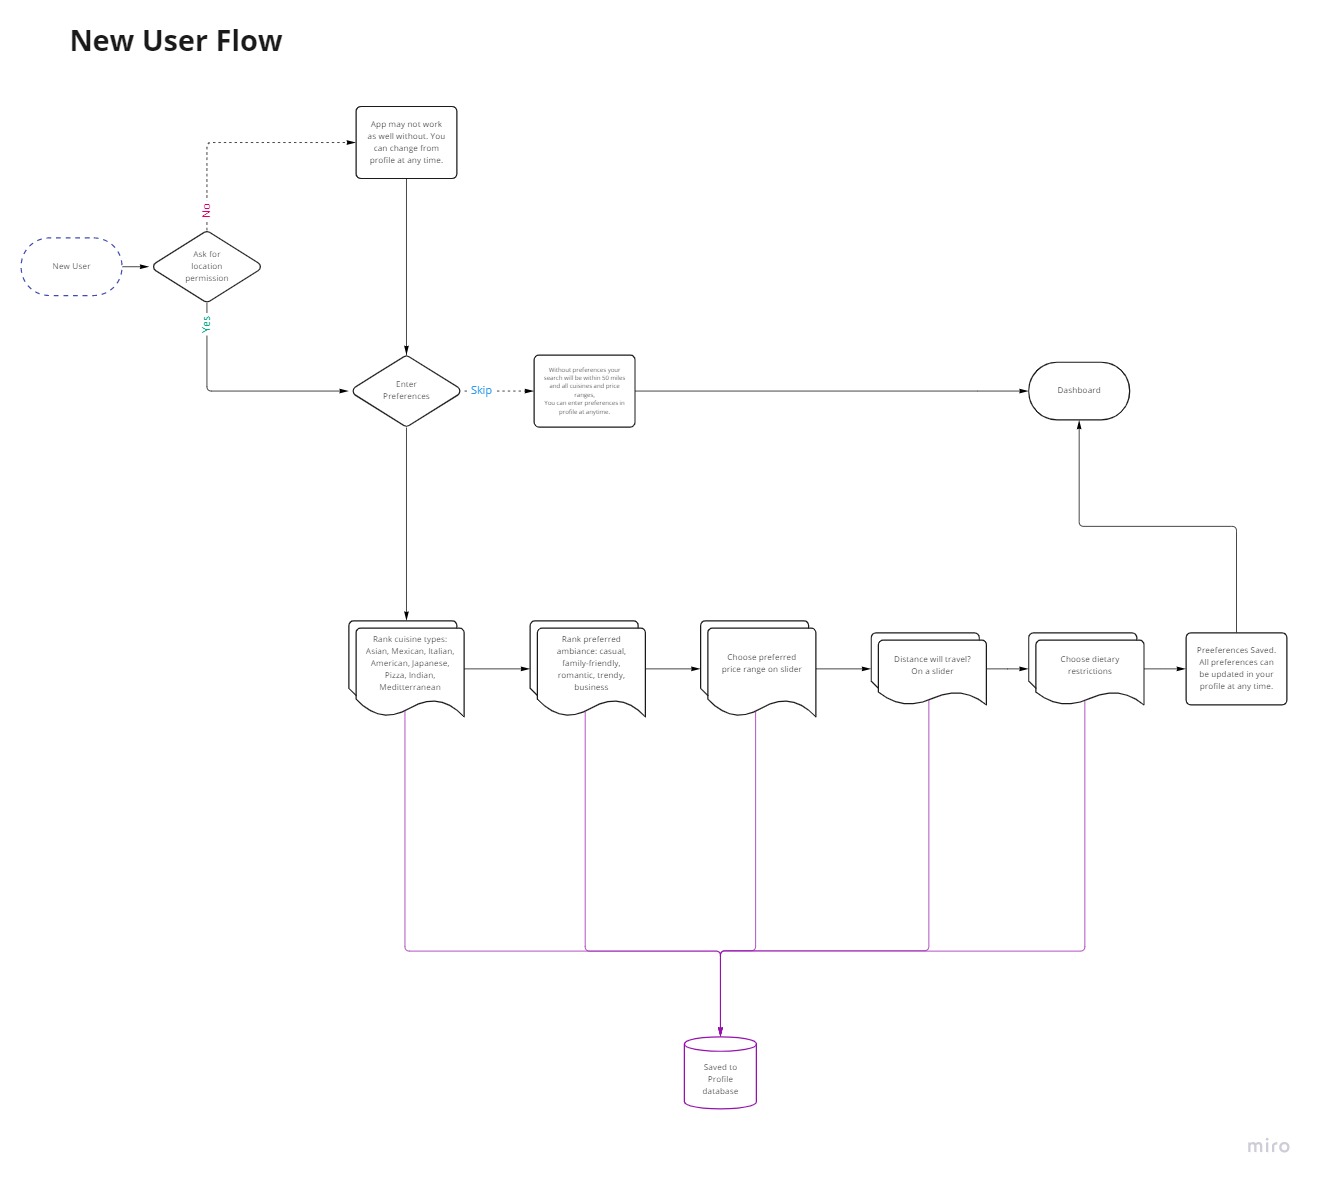 New User Flow
App may not work
as well without. You
can change from
profile at any time.
No
New User
Ask for
location
permission
Yes
Enter
Preferences
Skip
Without preferences your
search will be within 50 miles
and all cusines and price
ranges,
You can enter preferences in
profile at anytime.
Dashboard
Rank cuisine types:
Asian, Mexican, Italian,
American, Japanese,
Pizza, Indian,
Meditterranean
Rank preferred
ambiance: casual,
family-friendly,
romantic, trendy,
business
Choose preferred
price range on slider
Distance will travel?
On a slider
Choose dietary
restrictions
Preeferences Saved.
All preferences can
be updated in your
profile at any time.
Saved to
Profile
database
miro